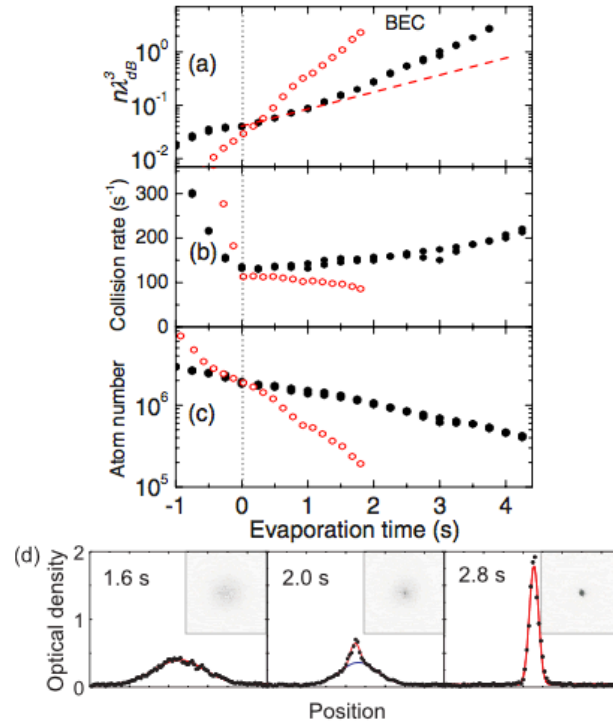 BEC
(a)
nλ³dB
10⁰
10⁻¹
10⁻²
(b)
Collision rate (s⁻¹)
300
200
100
0
(c)
Atom number
10⁶
10⁵
-1 0 1 2 3 4
Evaporation time (s)
(d)
Optical density
2
1
0
1.6 s 2.0 s 2.8 s
Position